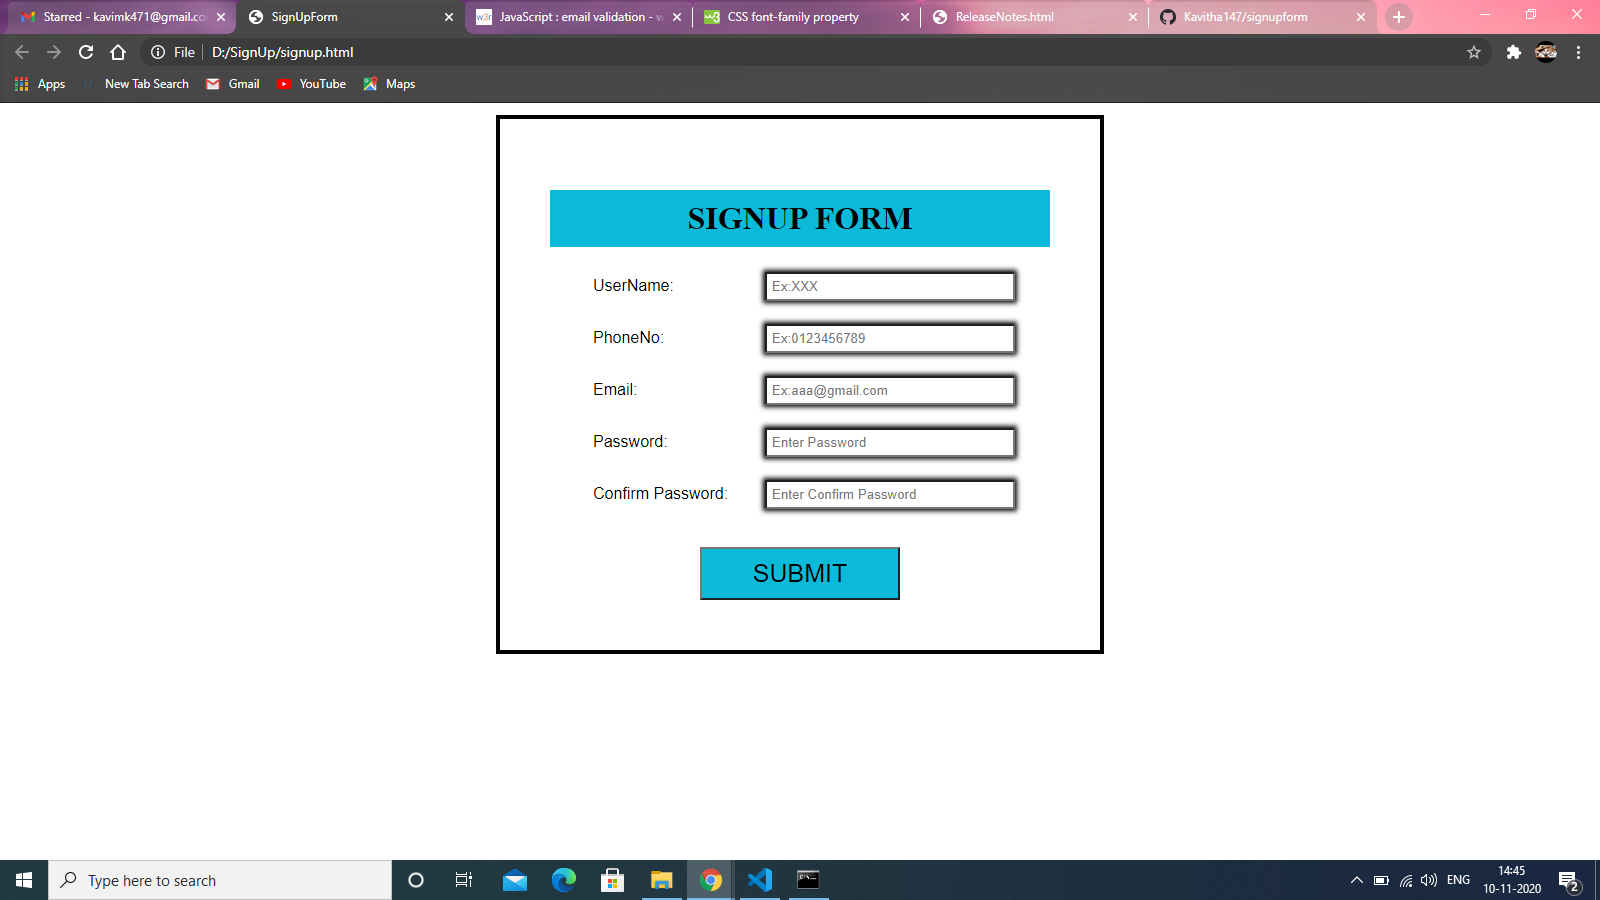 Starred - kavimk471@gmail.co
SignUpForm
JavaScript : email validation - w
CSS font-family property
ReleaseNotes.html
Kavitha147/signupform
File D:/SignUp/signup.html
Apps New Tab Search Gmail YouTube Maps
SIGNUP FORM
UserName: Ex:XXX
PhoneNo: Ex:0123456789
Email: Ex:aaa@gmail.com
Password: Enter Password
Confirm Password: Enter Confirm Password
SUBMIT
Type here to search
ENG
14:45
10-11-2020
2